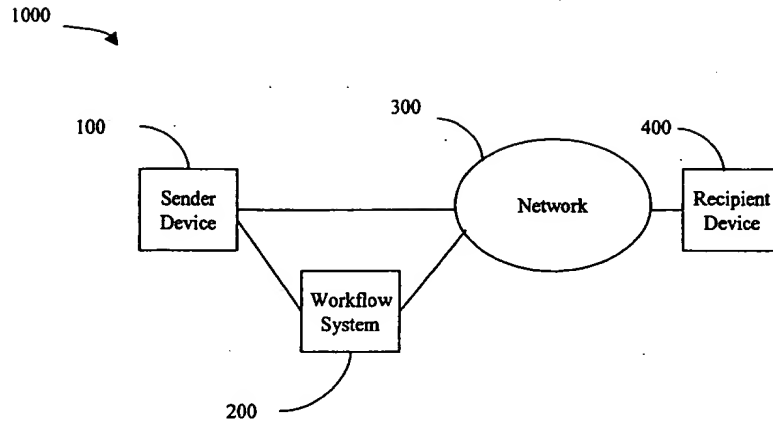 1000
100
300
400
Sender
Device
Network
Recipient
Device
Workflow
System
200